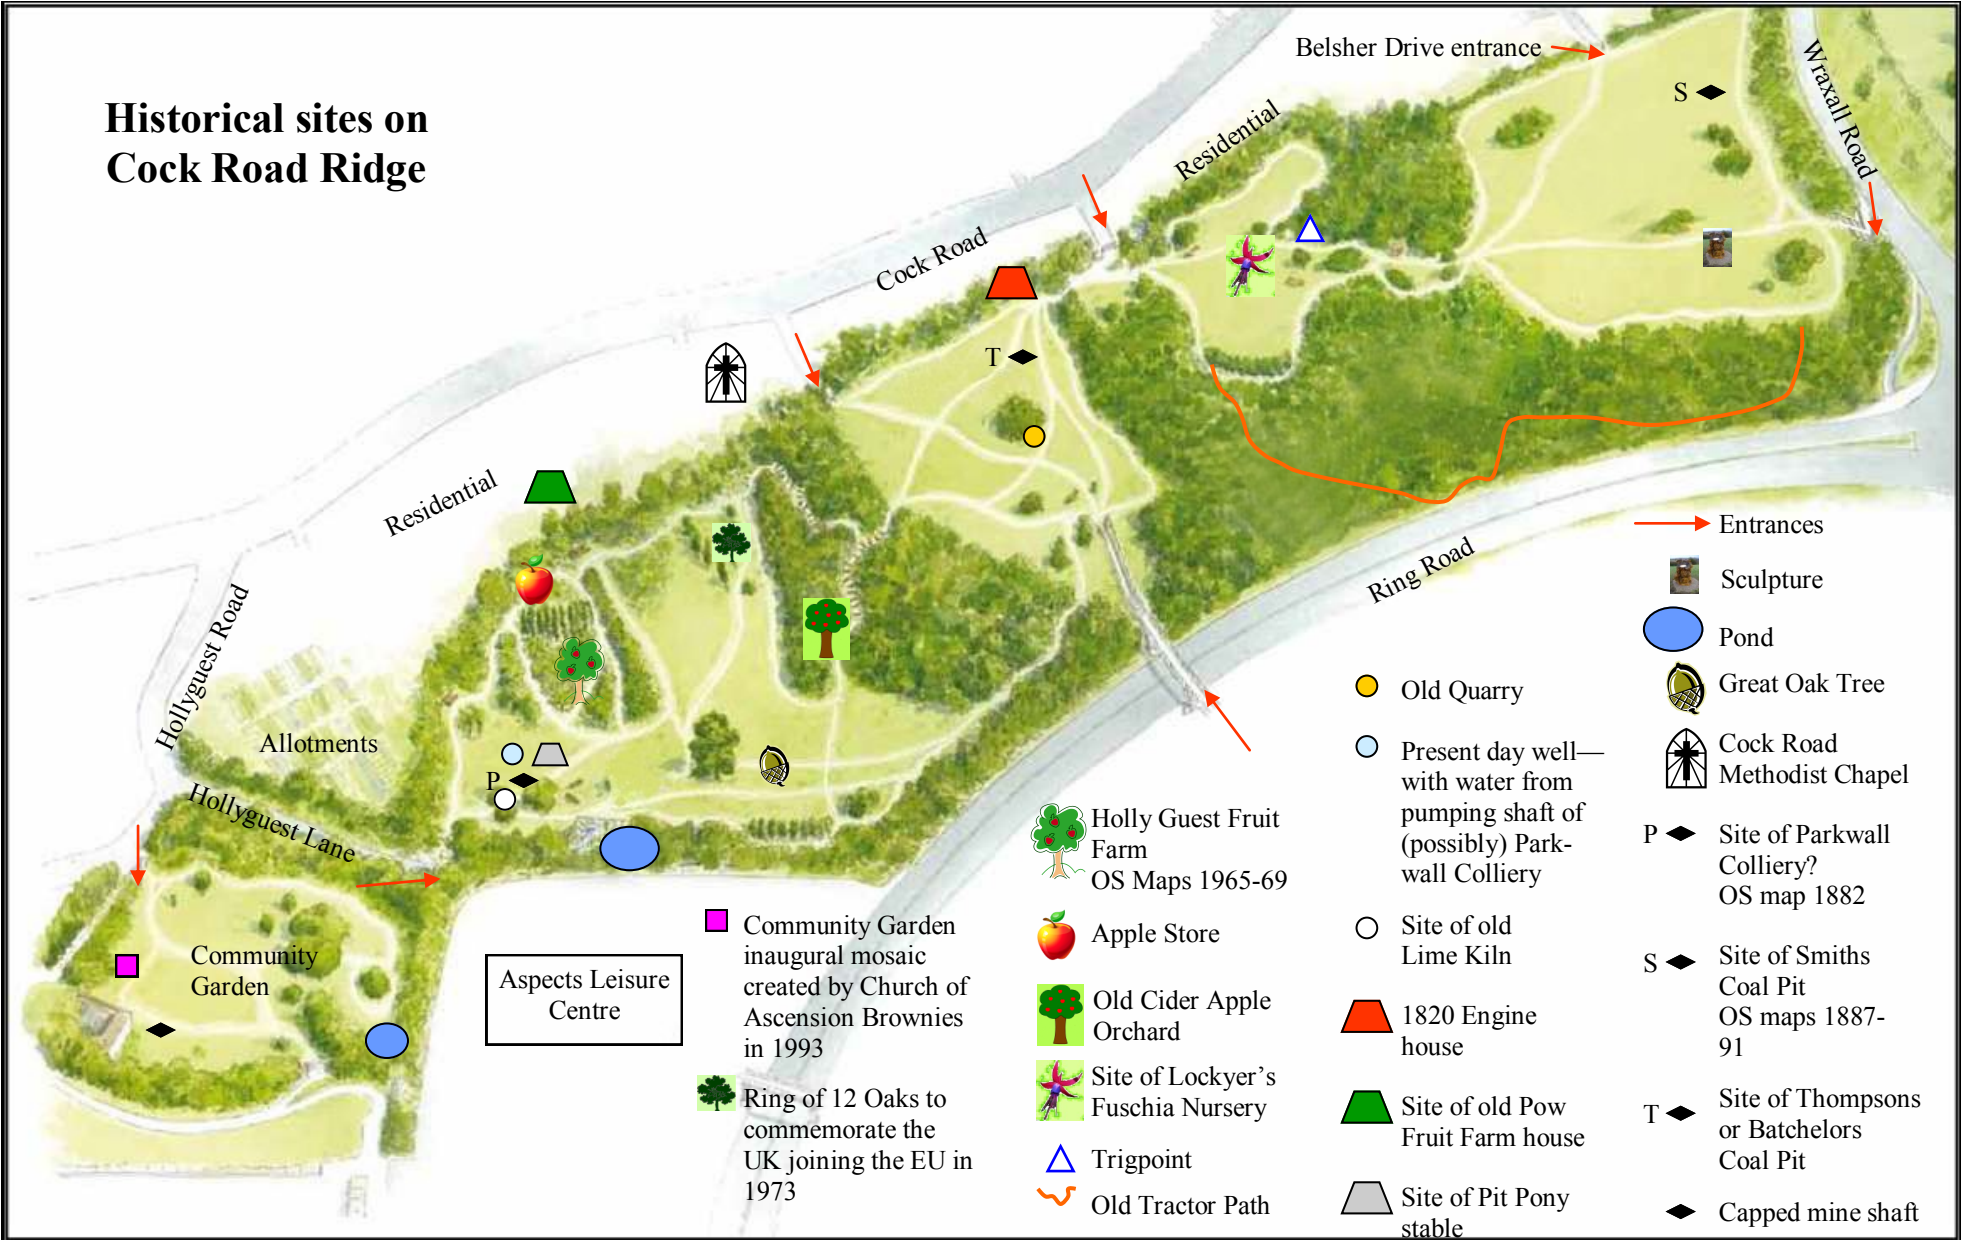 Historical sites on
Cock Road Ridge
Belsher Drive entrance
Wraxall Road
S
Residential
Cock Road
T
Residential
Ring Road
Hollyguest Road
Allotments
P
Hollyguest Lane
Community
Garden
Aspects Leisure
Centre
Community Garden
inaugural mosaic
created by Church of
Ascension Brownies
in 1993
Ring of 12 Oaks to
commemorate the
UK joining the EU in
1973
Holly Guest Fruit
Farm
OS Maps 1965-69
Apple Store
Old Cider Apple
Orchard
Site of Lockyer’s
Fuschia Nursery
Trigpoint
Old Tractor Path
Old Quarry
Present day well—
with water from
pumping shaft of
(possibly) Park-
wall Colliery
Site of old
Lime Kiln
1820 Engine
house
Site of old Pow
Fruit Farm house
Site of Pit Pony
stable
Entrances
Sculpture
Pond
Great Oak Tree
Cock Road
Methodist Chapel
P Site of Parkwall
Colliery?
OS map 1882
S Site of Smiths
Coal Pit
OS maps 1887-
91
T Site of Thompsons
or Batchelors
Coal Pit
Capped mine shaft